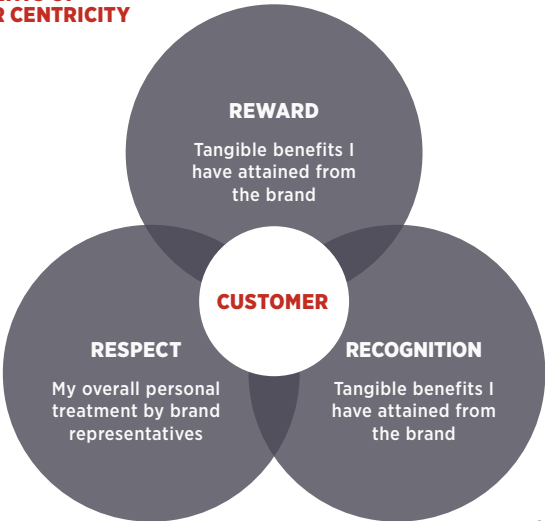 R CENTRICITY
REWARD
Tangible benefits I
have attained from
the brand
CUSTOMER
RESPECT
My overall personal
treatment by brand
representatives
RECOGNITION
Tangible benefits I
have attained from
the brand